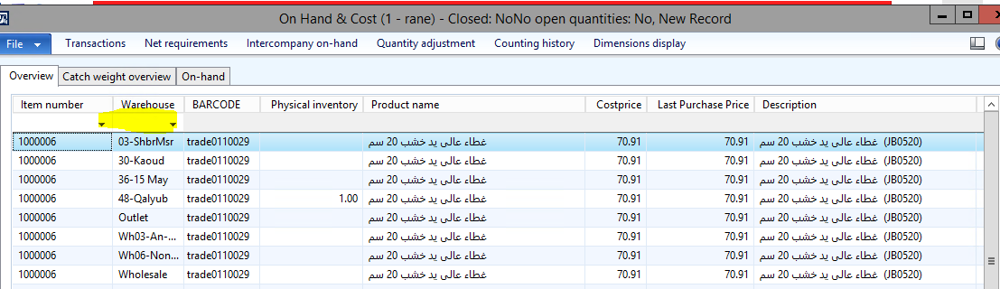 On Hand & Cost (1 - rane) - Closed: NoNo open quantities: No, New Record
File Transactions Net requirements Intercompany on-hand Quantity adjustment Counting history Dimensions display
Overview Catch weight overview On-hand
Item number Warehouse BARCODE Physical inventory Product name Costprice Last Purchase Price Description
1000006 03-ShbrMsr trade0110029 غطاء عالى يد خشب 20 سم 70.91 70.91 غطاء عالى يد خشب 20 سم (JB0520)
1000006 30-Kaoud trade0110029 غطاء عالى يد خشب 20 سم 70.91 70.91 غطاء عالى يد خشب 20 سم (JB0520)
1000006 36-15 May trade0110029 غطاء عالى يد خشب 20 سم 70.91 70.91 غطاء عالى يد خشب 20 سم (JB0520)
1000006 48-Qalyub trade0110029 1.00 غطاء عالى يد خشب 20 سم 70.91 70.91 غطاء عالى يد خشب 20 سم (JB0520)
1000006 Outlet trade0110029 غطاء عالى يد خشب 20 سم 70.91 70.91 غطاء عالى يد خشب 20 سم (JB0520)
1000006 Wh03-An-... trade0110029 غطاء عالى يد خشب 20 سم 70.91 70.91 غطاء عالى يد خشب 20 سم (JB0520)
1000006 Wh06-Non... trade0110029 غطاء عالى يد خشب 20 سم 70.91 70.91 غطاء عالى يد خشب 20 سم (JB0520)
1000006 Wholesale trade0110029 غطاء عالى يد خشب 20 سم 70.91 70.91 غطاء عالى يد خشب 20 سم (JB0520)